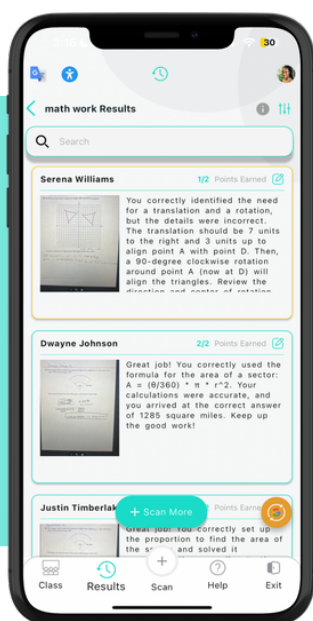 30
math work Results
Search
Serena Williams
1/2 Points Earned
You correctly identified the need
for a translation and a rotation,
but the details were incorrect.
The translation should be 7 units
to the right and 3 units up to
align point A with point D. Then,
a 90-degree clockwise rotation
around point A (now at D) will
align the triangles. Review the
direction and center of rotation
Dwayne Johnson
2/2 Points Earned
Great job! You correctly used the
formula for the area of a sector:
A = (θ/360) * π * r^2. Your
calculations were accurate, and
you arrived at the correct answer
of 1285 square miles. Keep up
the good work!
Justin Timberlak
Points Earned
+ Scan More
Great job! You correctly set up
the proportion to find the area of
the and solved it
Class
Results
Scan
Help
Exit